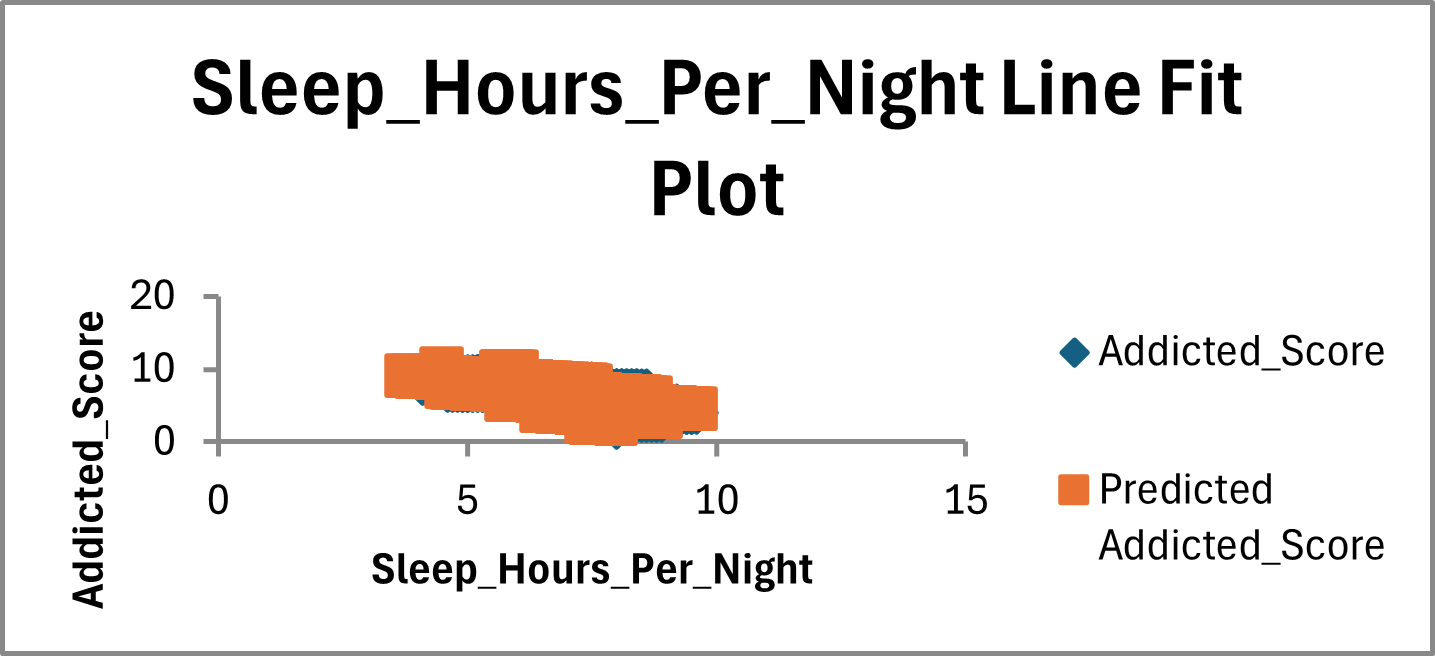 Sleep_Hours_Per_Night Line Fit
Plot
20
10
0
Addicted_Score
0 5 10 15
Sleep_Hours_Per_Night
Addicted_Score
Predicted
Addicted_Score